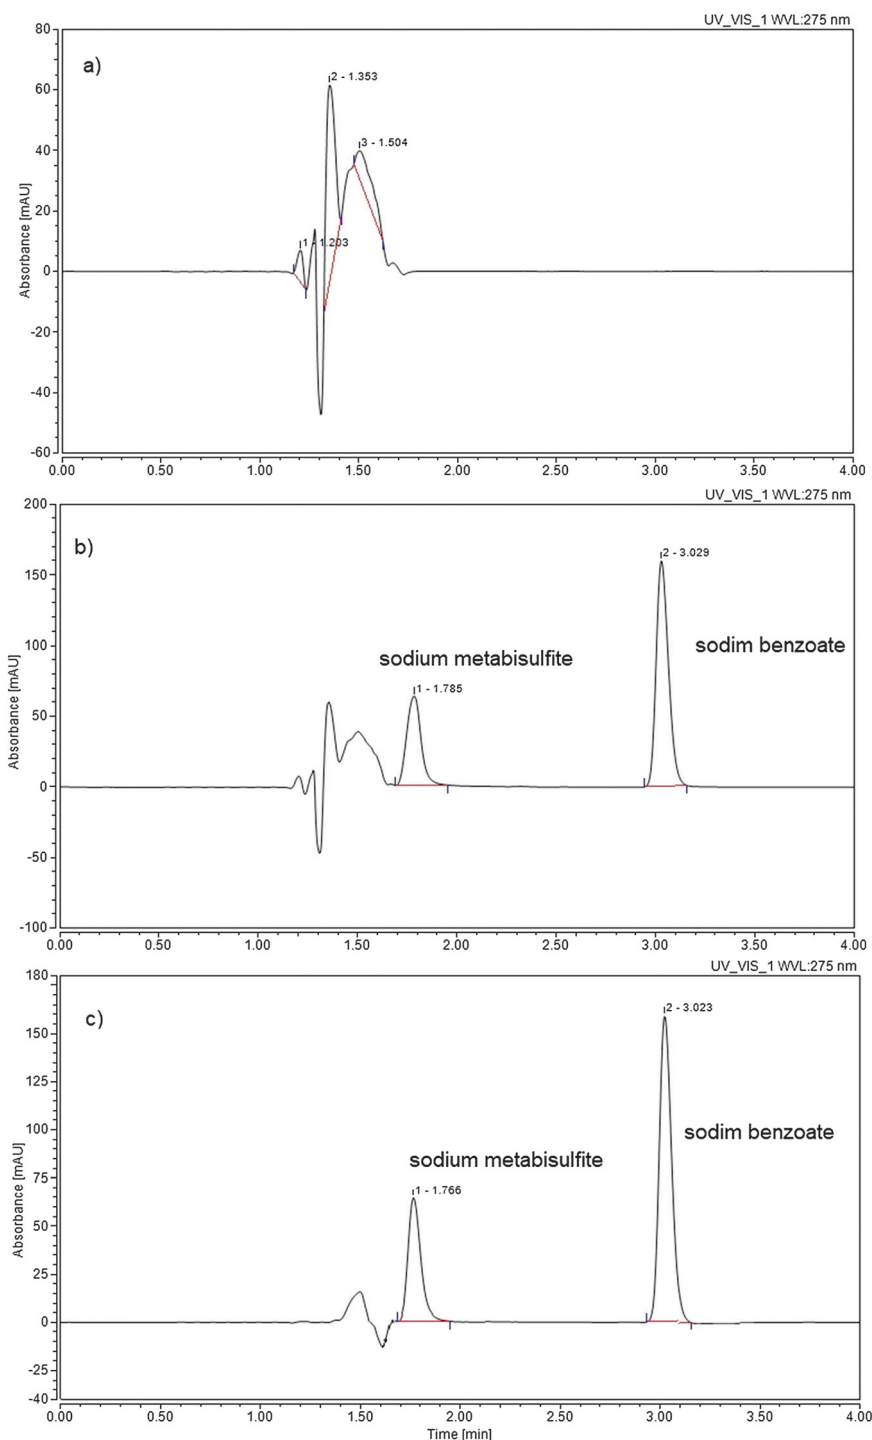 UV_VIS_1 WVL:275 nm
a)
80
60
40
20
0
-20
-40
-60
Absorbance [mAU]
1 - 1.203
2 - 1.353
3 - 1.504
0.00 0.50 1.00 1.50 2.00 2.50 3.00 3.50 4.00
UV_VIS_1 WVL:275 nm
b)
200
150
100
50
0
-50
-100
Absorbance [mAU]
2 - 3.029
sodim benzoate
sodium metabisulfite
1 - 1.785
0.00 0.50 1.00 1.50 2.00 2.50 3.00 3.50 4.00
UV_VIS_1 WVL:275 nm
c)
180
150
125
100
75
50
25
0
-25
-40
Absorbance [mAU]
2 - 3.023
sodim benzoate
sodium metabisulfite
1 - 1.766
0.00 0.50 1.00 1.50 2.00 2.50 3.00 3.50 4.00
Time [min]